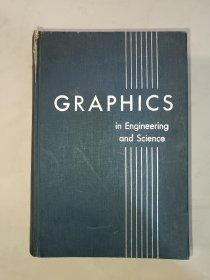 GRAPHICS
in Engineering
and Science